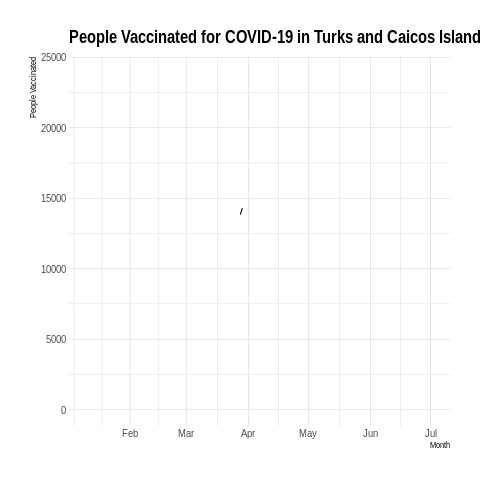 People Vaccinated for COVID-19 in Turks and Caicos Island
People Vaccinated
25000
20000
15000
10000
5000
0
Feb Mar Apr May Jun Jul
Month